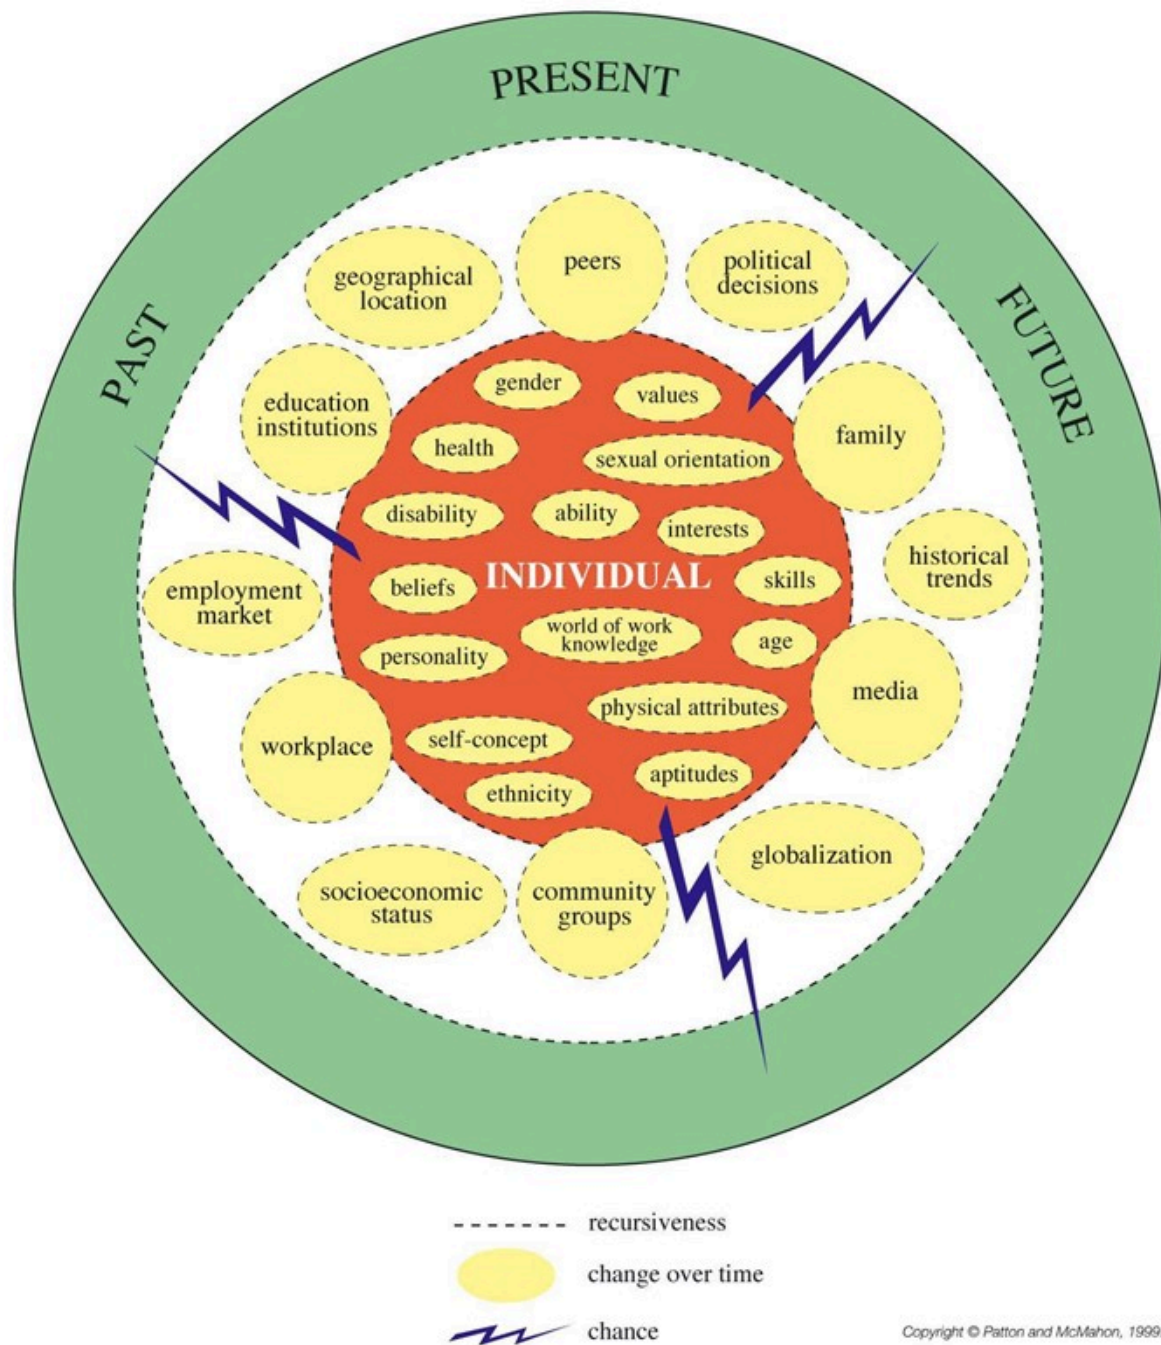 PRESENT
PAST
FUTURE
peers
political
decisions
geographical
location
education
institutions
family
historical
trends
employment
market
media
workplace
globalization
socioeconomic
status
community
groups
gender
values
health
sexual orientation
disability
ability
interests
INDIVIDUAL
beliefs
skills
world of work
knowledge
age
personality
physical attributes
self-concept
aptitudes
ethnicity
recursiveness
change over time
chance
Copyright © Patton and McMahon, 1999.